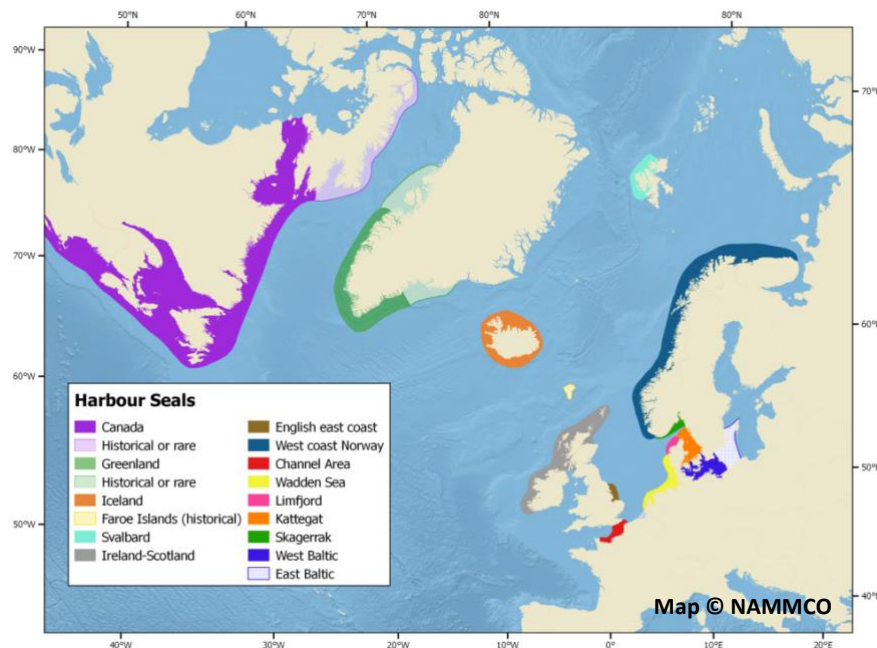 50°W 60°W 70°W 80°W 80°W
90°W
70°
80°W
70°W
60°
60°W
50°
50°W
40°
40°W 30°W 20°W 10°W 0° 10°E 20°E
Harbour Seals
Canada
Historical or rare
Greenland
Historical or rare
Iceland
Faroe Islands (historical)
Svalbard
Ireland-Scotland
English east coast
West coast Norway
Channel Area
Wadden Sea
Limfjord
Kattegat
Skagerrak
West Baltic
East Baltic
Map © NAMMCO